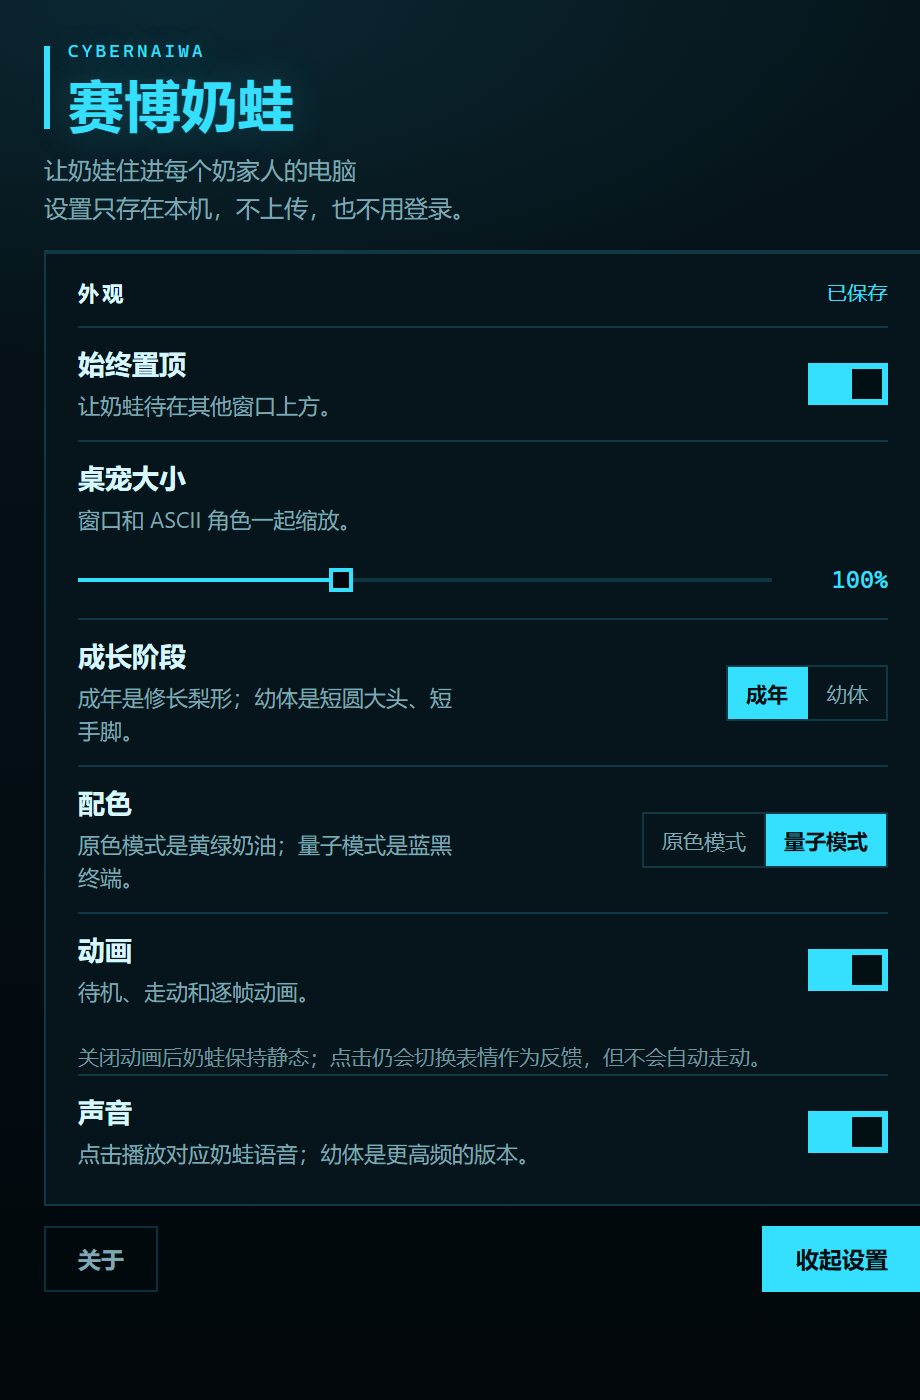 CYBERNAIWA
赛博奶蛙
让奶娃住进每个奶家人的电脑
设置只存在本机，不上传，也不用登录。
外观
已保存
始终置顶
让奶蛙待在其他窗口上方。
桌宠大小
窗口和 ASCII 角色一起缩放。
100%
成长阶段
成年是修长梨形；幼体是短圆大头、短
手脚。
成年 幼体
配色
原色模式是黄绿奶油；量子模式是蓝黑
终端。
原色模式 量子模式
动画
待机、走动和逐帧动画。
关闭动画后奶蛙保持静态；点击仍会切换表情作为反馈，但不会自动走动。
声音
点击播放对应奶蛙语音；幼体是更高频的版本。
关于
收起设置